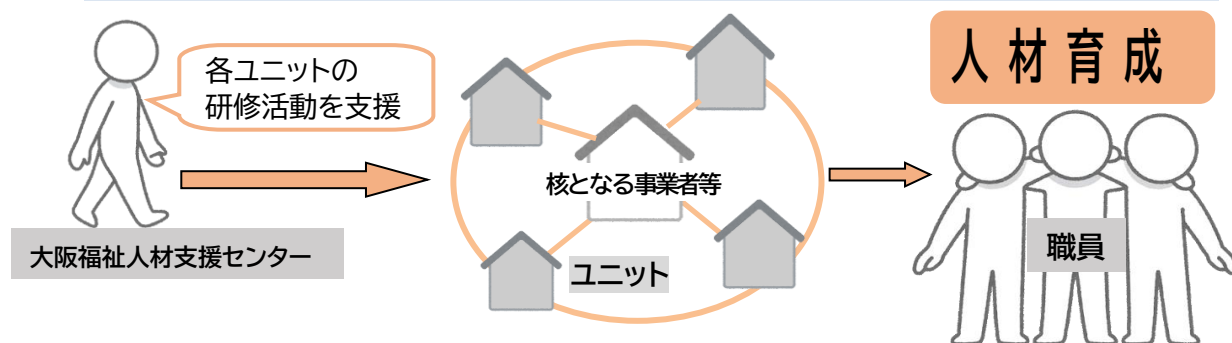 各ユニットの
研修活動を支援
大阪福祉人材支援センター
核となる事業者等
ユニット
人材育成
職員